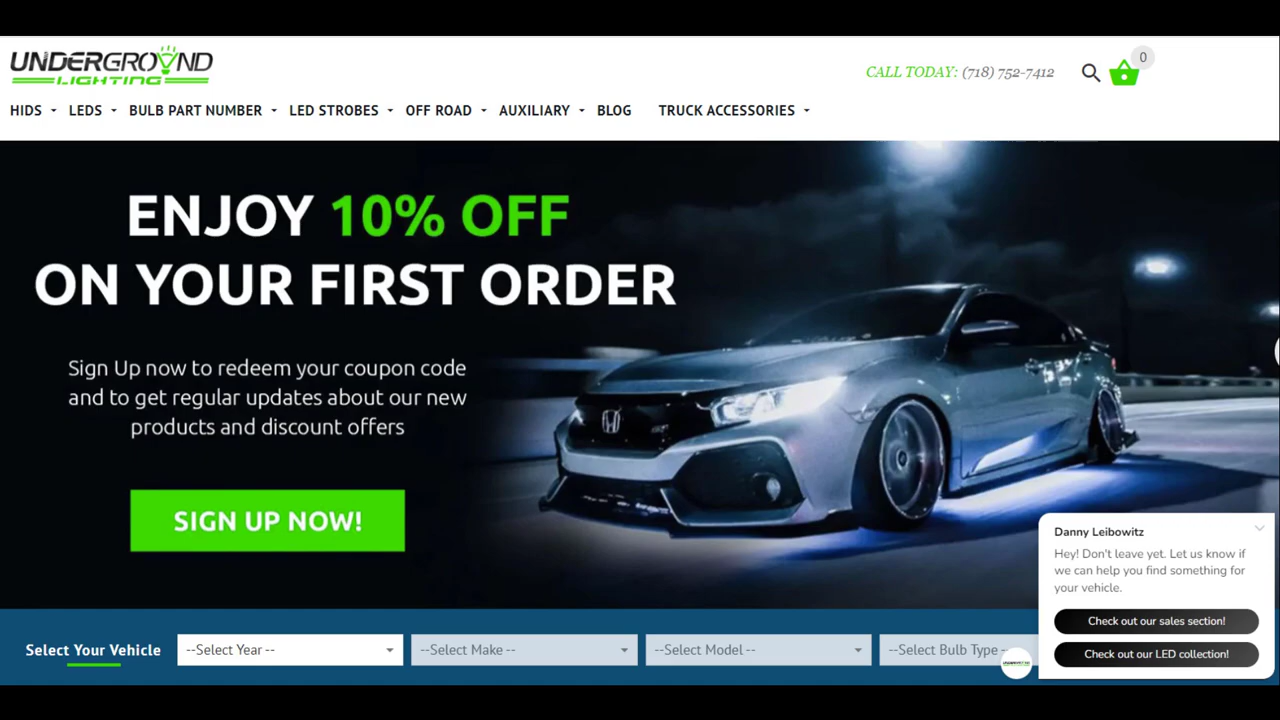 UNDERGROUND
LIGHTING
CALL TODAY: (718) 752-7412
0
HIDS LEDS BULB PART NUMBER LED STROBES OFF ROAD AUXILIARY BLOG TRUCK ACCESSORIES
ENJOY 10% OFF
ON YOUR FIRST ORDER
Sign Up now to redeem your coupon code
and to get regular updates about our new
products and discount offers
SIGN UP NOW!
Danny Leibowitz
Hey! Don't leave yet. Let us know if
we can help you find something for
your vehicle.
Check out our sales section!
Check out our LED collection!
Select Your Vehicle --Select Year -- --Select Make -- --Select Model -- --Select Bulb Type --